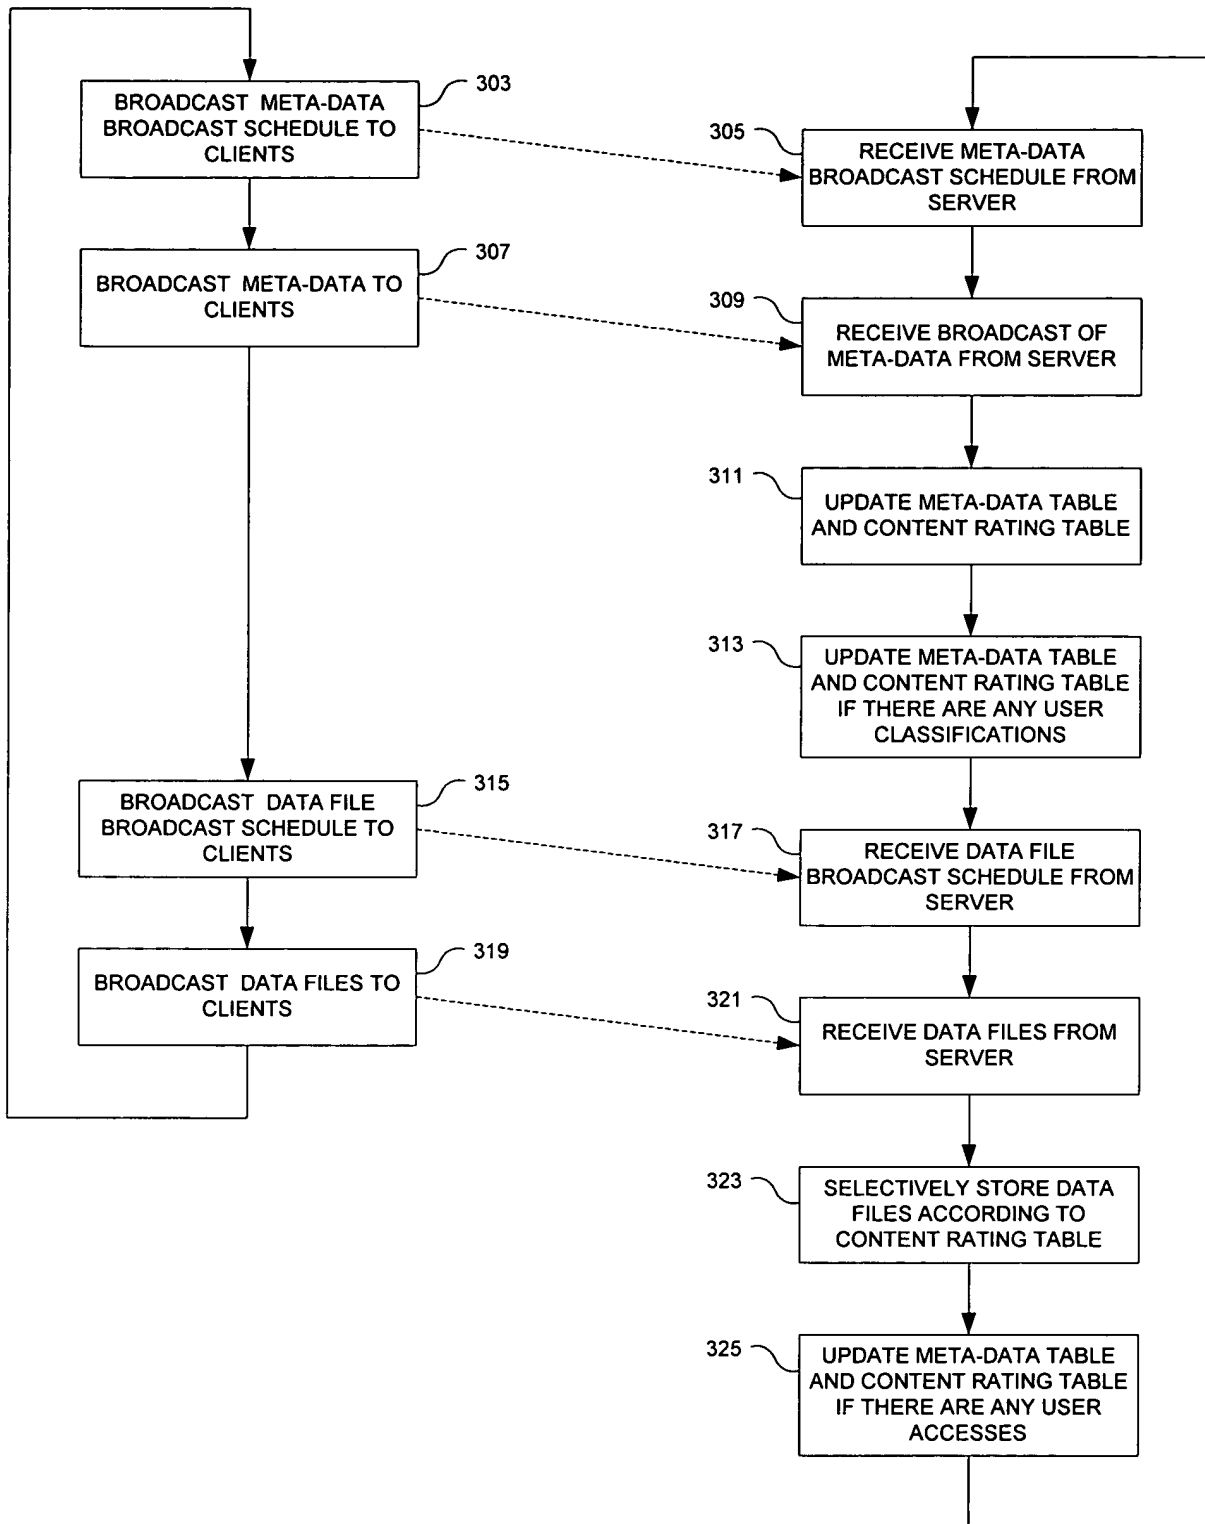 BROADCAST META-DATA
BROADCAST SCHEDULE TO
CLIENTS
303
305
RECEIVE META-DATA
BROADCAST SCHEDULE FROM
SERVER
BROADCAST META-DATA TO
CLIENTS
307
309
RECEIVE BROADCAST OF
META-DATA FROM SERVER
311
UPDATE META-DATA TABLE
AND CONTENT RATING TABLE
313
UPDATE META-DATA TABLE
AND CONTENT RATING TABLE
IF THERE ARE ANY USER
CLASSIFICATIONS
BROADCAST DATA FILE
BROADCAST SCHEDULE TO
CLIENTS
315
317
RECEIVE DATA FILE
BROADCAST SCHEDULE FROM
SERVER
BROADCAST DATA FILES TO
CLIENTS
319
321
RECEIVE DATA FILES FROM
SERVER
323
SELECTIVELY STORE DATA
FILES ACCORDING TO
CONTENT RATING TABLE
325
UPDATE META-DATA TABLE
AND CONTENT RATING TABLE
IF THERE ARE ANY USER
ACCESSES